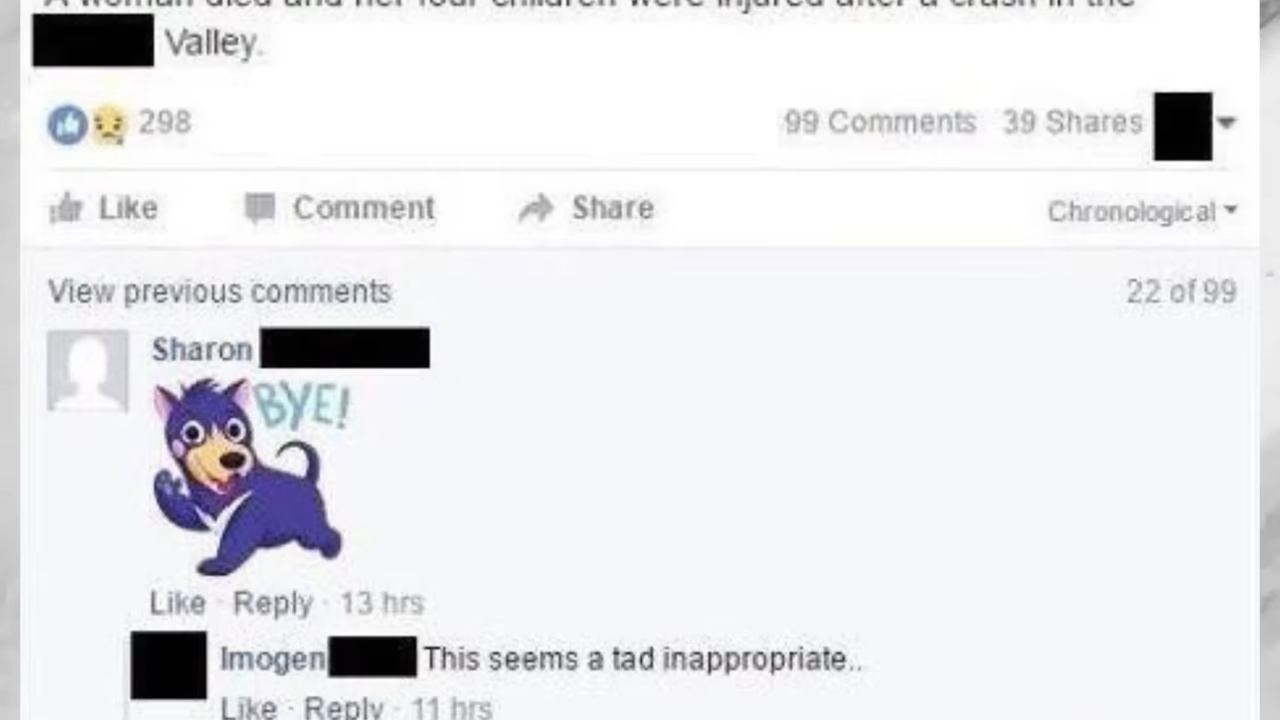 A woman died and her four children were injured after a crash in the
Valley.
298 99 Comments 39 Shares
Like Comment Share Chronological
View previous comments 22 of 99
Sharon
BYE!
Like · Reply · 13 hrs
Imogen This seems a tad inappropriate..
Like · Reply · 11 hrs